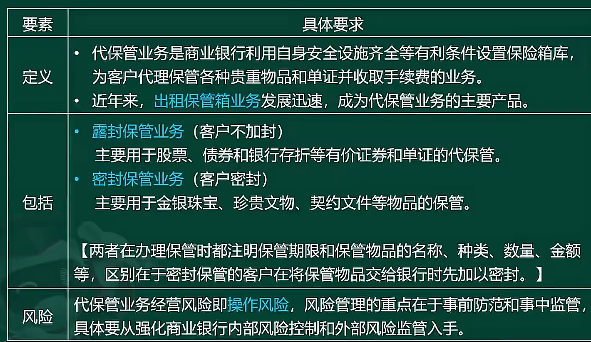 要素 具体要求
定义
• 代保管业务是商业银行利用自身安全设施齐全等有利条件设置保险箱库，
为客户代理保管各种贵重物品和单证并收取手续费的业务。
• 近年来，出租保管箱业务发展迅速，成为代保管业务的主要产品。
包括
• 露封保管业务（客户不加封）
主要用于股票、债券和银行存折等有价证券和单证的代保管。
• 密封保管业务（客户密封）
主要用于金银珠宝、珍贵文物、契约文件等物品的保管。
【两者在办理保管时都注明保管期限和保管物品的名称、种类、数量、金额
等，区别在于密封保管的客户在将保管物品交给银行时先加以密封。】
风险
代保管业务经营风险即操作风险，风险管理的重点在于事前防范和事中监管，
具体要从强化商业银行内部风险控制和外部风险监管入手。